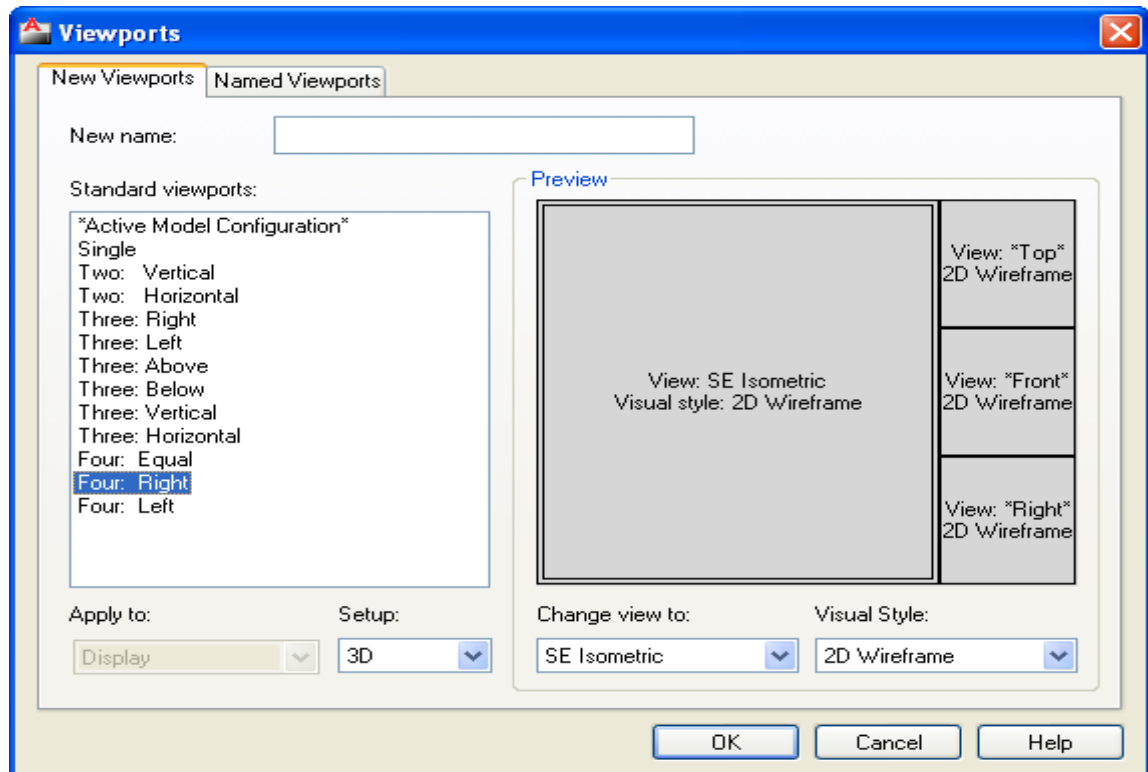 Viewports
New Viewports
Named Viewports
New name:
Standard viewports:
*Active Model Configuration*
Single
Two: Vertical
Two: Horizontal
Three: Right
Three: Left
Three: Above
Three: Below
Three: Vertical
Three: Horizontal
Four: Equal
Four: Right
Four: Left
Apply to:
Display
Setup:
3D
Preview
View: SE Isometric
Visual style: 2D Wireframe
View: *Top*
2D Wireframe
View: *Front*
2D Wireframe
View: *Right*
2D Wireframe
Change view to:
SE Isometric
Visual Style:
2D Wireframe
OK
Cancel
Help